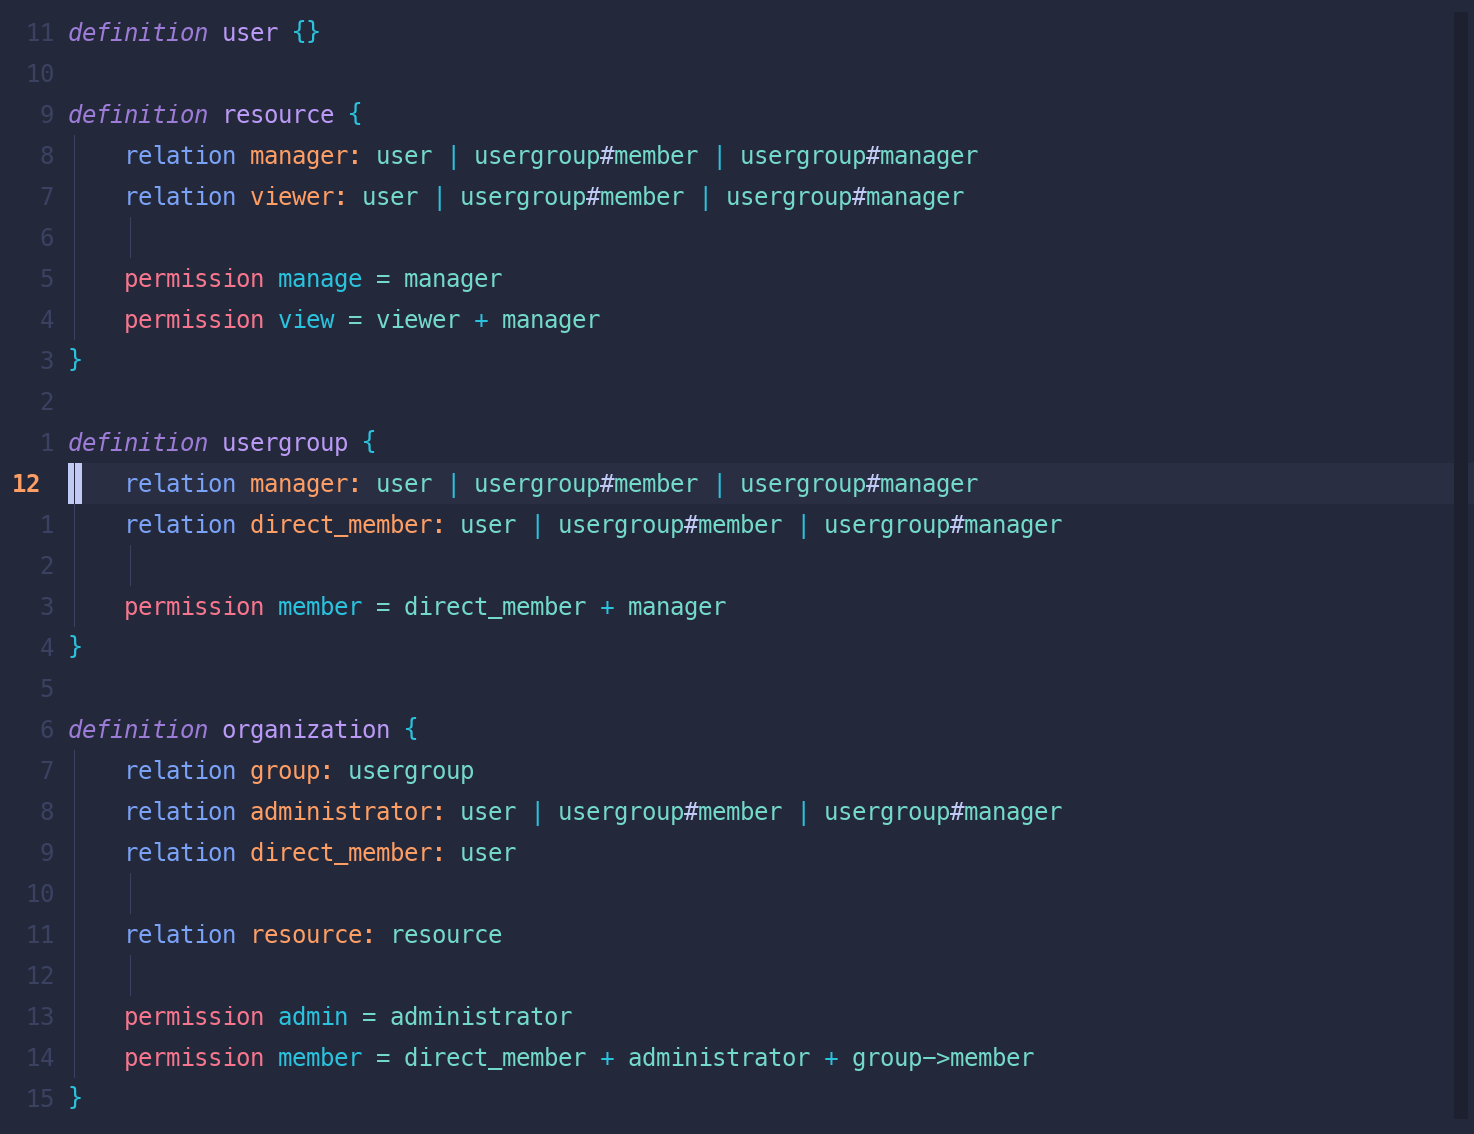 11 definition user {}
10
9 definition resource {
8     relation manager: user | usergroup#member | usergroup#manager
7     relation viewer: user | usergroup#member | usergroup#manager
6
5     permission manage = manager
4     permission view = viewer + manager
3 }
2
1 definition usergroup {
12     relation manager: user | usergroup#member | usergroup#manager
1     relation direct_member: user | usergroup#member | usergroup#manager
2
3     permission member = direct_member + manager
4 }
5
6 definition organization {
7     relation group: usergroup
8     relation administrator: user | usergroup#member | usergroup#manager
9     relation direct_member: user
10
11     relation resource: resource
12
13     permission admin = administrator
14     permission member = direct_member + administrator + group->member
15 }